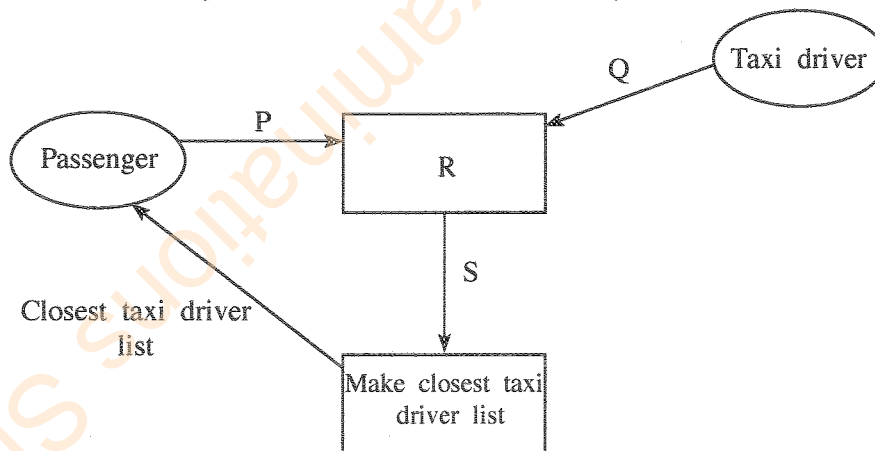 Taxi driver
Q
P
Passenger
R
S
Closest taxi driver
list
Make closest taxi
driver list